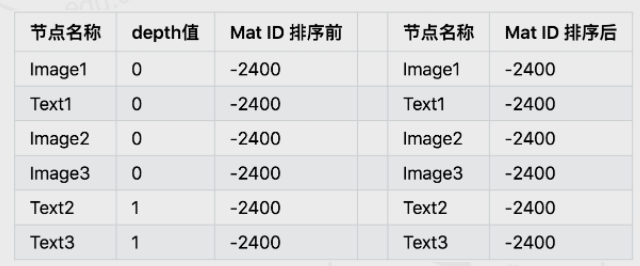 节点名称 depth值 Mat ID 排序前 节点名称 Mat ID 排序后
Image1 0 -2400 Image1 -2400
Text1 0 -2400 Text1 -2400
Image2 0 -2400 Image2 -2400
Image3 0 -2400 Image3 -2400
Text2 1 -2400 Text2 -2400
Text3 1 -2400 Text3 -2400